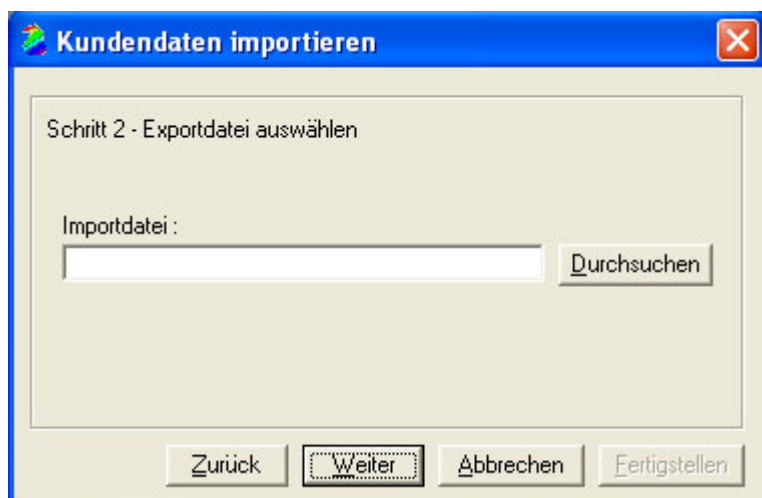 Kundendaten importieren
Schritt 2 - Exportdatei auswählen
Importdatei :
Durchsuchen
Zurück Weiter Abbrechen Fertigstellen